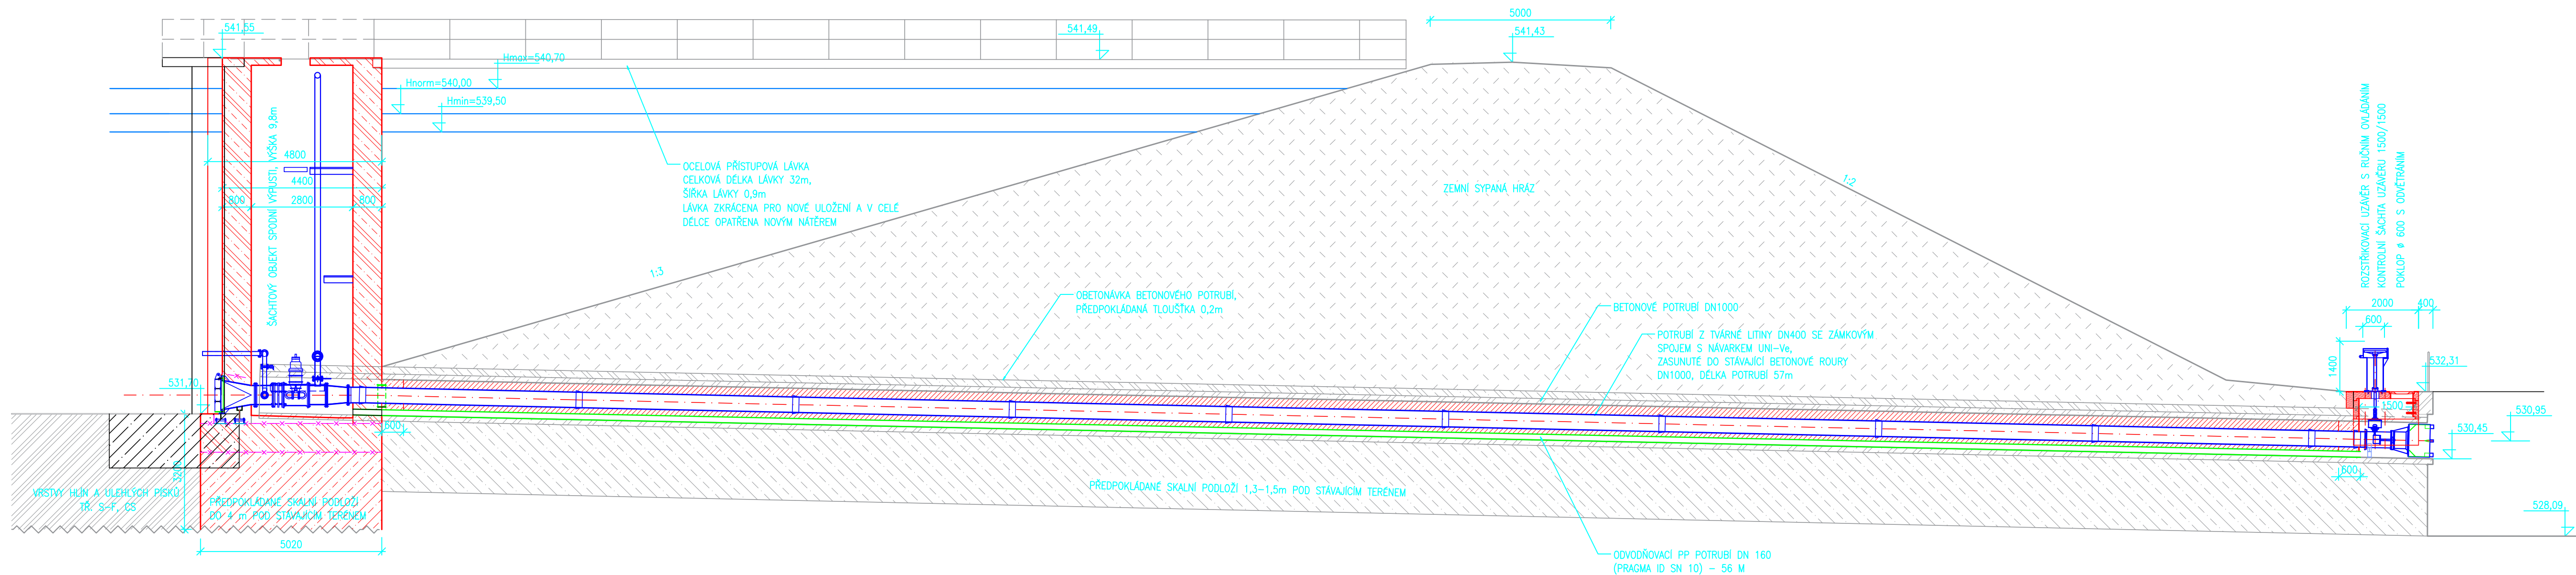 541,55
541,49
5000
541,43
Hmax=540,70
Hnorm=540,00
Hmin=539,50
ŠACHTOVÝ OBJEKT SPODNÍ VÝPUSTI, VÝŠKA 9,8m
4800
4400
800
2800
800
OCELOVÁ PŘÍSTUPOVÁ LÁVKA
CELKOVÁ DÉLKA LÁVKY 32m,
ŠÍŘKA LÁVKY 0,9m
LÁVKA ZKRÁCENA PRO NOVÉ ULOŽENÍ A V CELÉ
DÉLCE OPATŘENA NOVÝM NÁTĚREM
ZEMNÍ SYPANÁ HRÁZ
1:3
1:2
ROZSTŘIKOVACÍ UZÁVĚR S RUČNÍM OVLÁDÁNÍM
KONTROLNÍ ŠACHTA UZÁVĚRU 1500/1500
POKLOP ø 600 S ODVĚTRÁNÍM
OBETONÁVKA BETONOVÉHO POTRUBÍ,
PŘEDPOKLÁDANÁ TLOUŠŤKA 0,2m
BETONOVÉ POTRUBÍ DN1000
POTRUBÍ Z TVÁRNÉ LITINY DN400 SE ZÁMKOVÝM
SPOJEM S NÁVARKEM UNI-Ve,
ZASUNUTÉ DO STÁVAJÍCÍ BETONOVÉ ROURY
DN1000, DÉLKA POTRUBÍ 57m
2000
400
600
1400
532,31
1500
530,95
530,45
600
528,09
531,70
600
3200
VRSTVY HLÍN A ULEHLÝCH PÍSKŮ
TŘ. S-F, CS
PŘEDPOKLÁDANÉ SKALNÍ PODLOŽÍ
DO 4 m POD STÁVAJÍCÍM TERÉNEM
5020
PŘEDPOKLÁDANÉ SKALNÍ PODLOŽÍ 1,3-1,5m POD STÁVAJÍCÍM TERÉNEM
ODVODŇOVACÍ PP POTRUBÍ DN 160
(PRAGMA ID SN 10) - 56 M